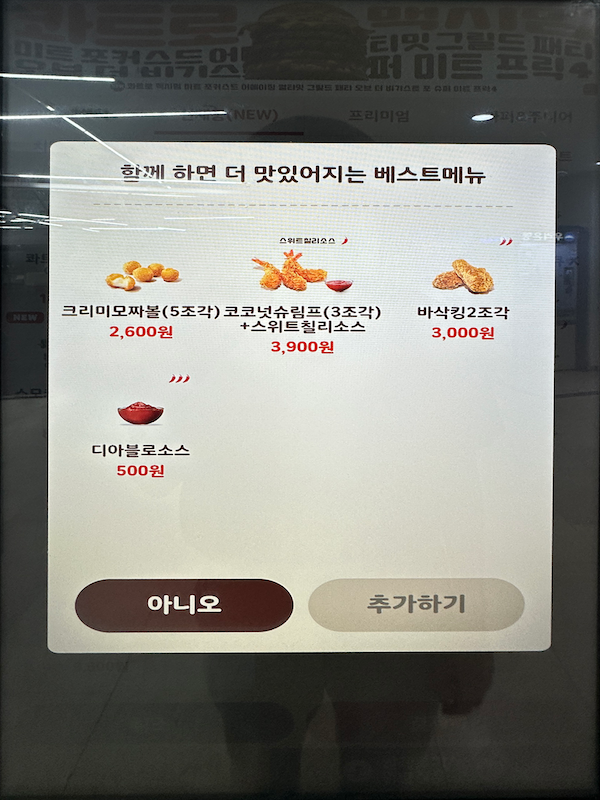 함께 하면 더 맛있어지는 베스트메뉴
스위트칠리소스
크리미모짜볼(5조각)
2,600원
코코넛슈림프(3조각)
+스위트칠리소스
3,900원
바삭킹2조각
3,000원
디아블로소스
500원
아니오
추가하기
(NEW)
프리미엄